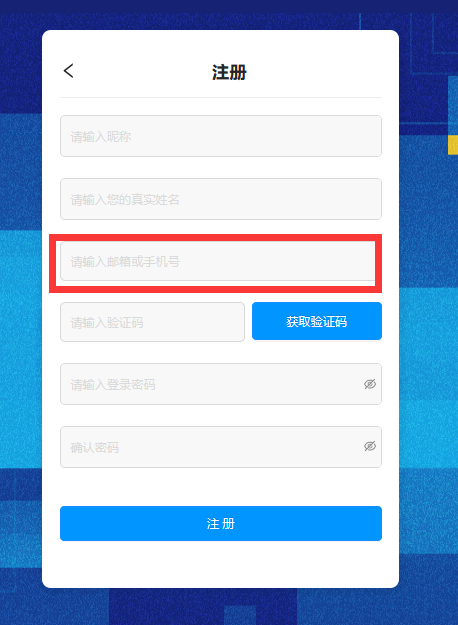 注册
请输入昵称
请输入您的真实姓名
请输入邮箱或手机号
请输入验证码
获取验证码
请输入登录密码
确认密码
注册